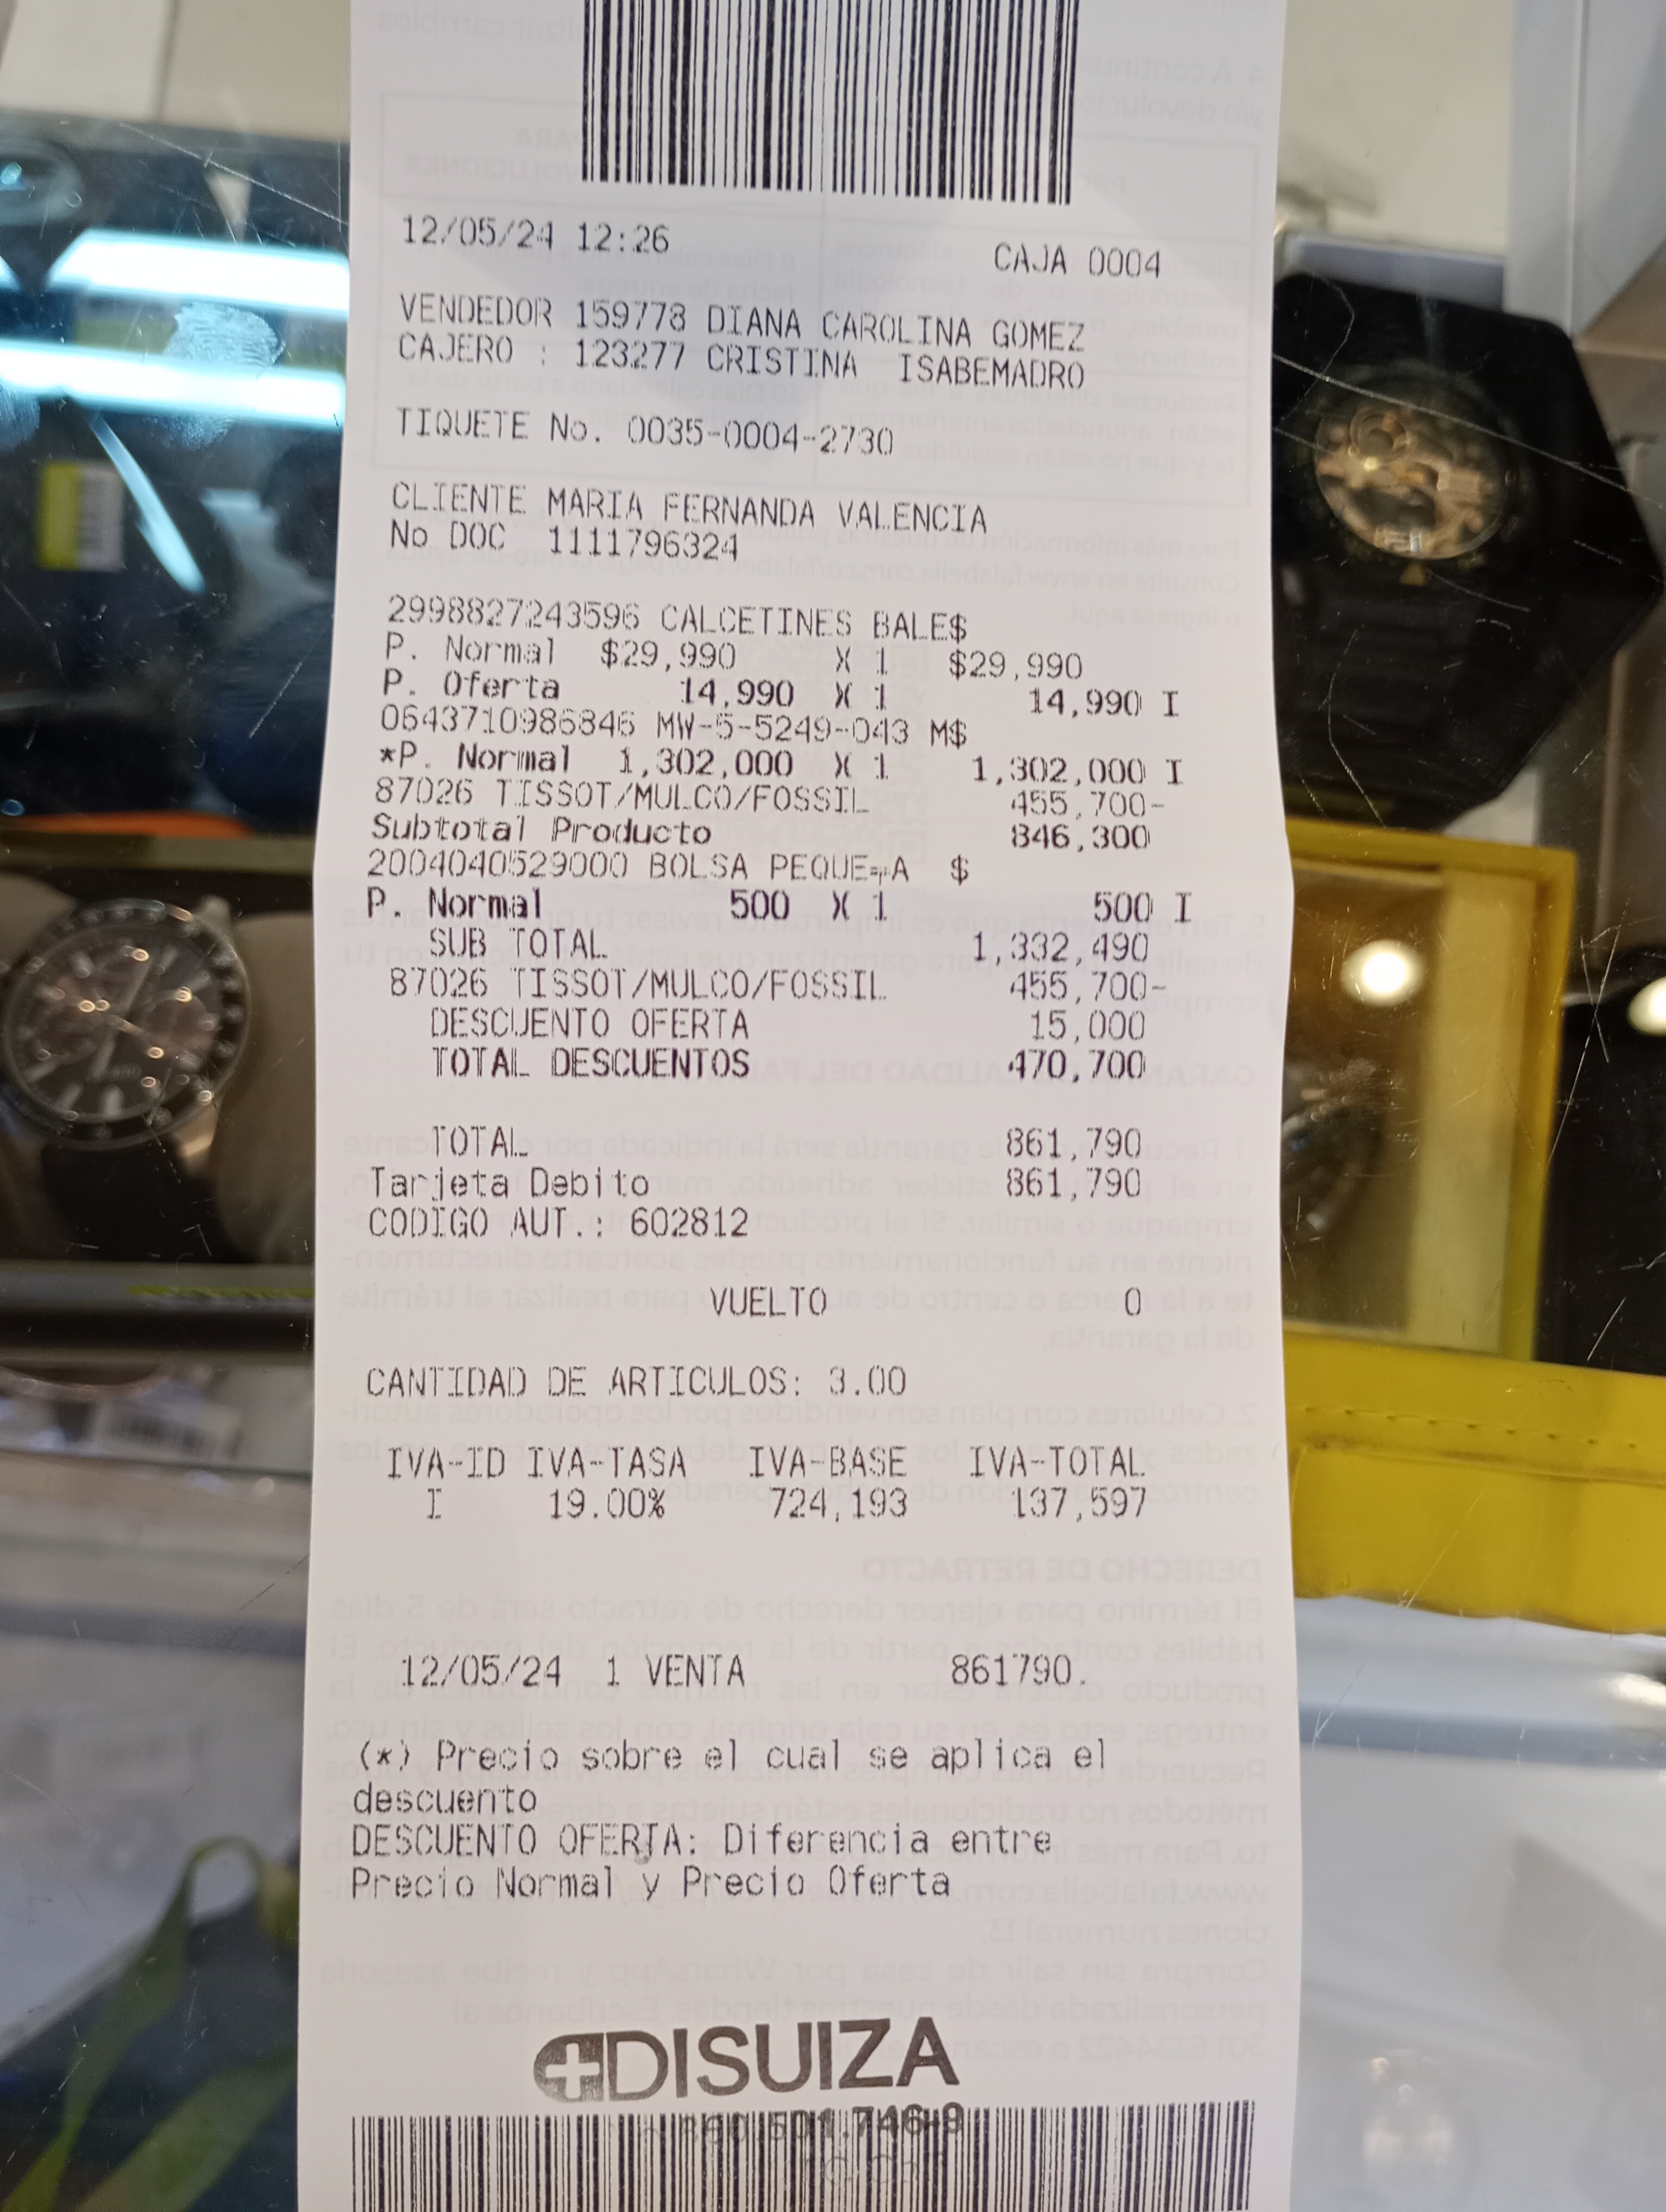 12/05/24 12:26 CAJA 0004
VENDEDOR 159778 DIANA CAROLINA GOMEZ
CAJERO : 123277 CRISTINA ISABEMADRO
TIQUETE No. 0035-0004-2730
CLIENTE MARIA FERNANDA VALENCIA
No DOC 1111796324
2998827243596 CALCETINES BALE$
P. Normal $29,990 X 1 $29,990
P. Oferta 14,990 X 1 14,990 I
0643710986846 MW-5-5249-043 M$
*P. Normal 1,302,000 X 1 1,302,000 I
87026 TISSOT/MULCO/FOSSIL 455,700-
Subtotal Producto 846,300
2004040529000 BOLSA PEQUE A $
P. Normal 500 X 1 500 I
SUB TOTAL 1,332,490
87026 TISSOT/MULCO/FOSSIL 455,700-
DESCUENTO OFERTA 15,000
TOTAL DESCUENTOS 470,700
TOTAL 861,790
Tarjeta Debito 861,790
CODIGO AUT.: 602812
VUELTO 0
CANTIDAD DE ARTICULOS: 3.00
IVA-ID IVA-TASA IVA-BASE IVA-TOTAL
I 19.00% 724,193 137,597
12/05/24 1 VENTA 861790.
(*) Precio sobre el cual se aplica el
descuento
DESCUENTO OFERTA: Diferencia entre
Precio Normal y Precio Oferta
DISUIZA